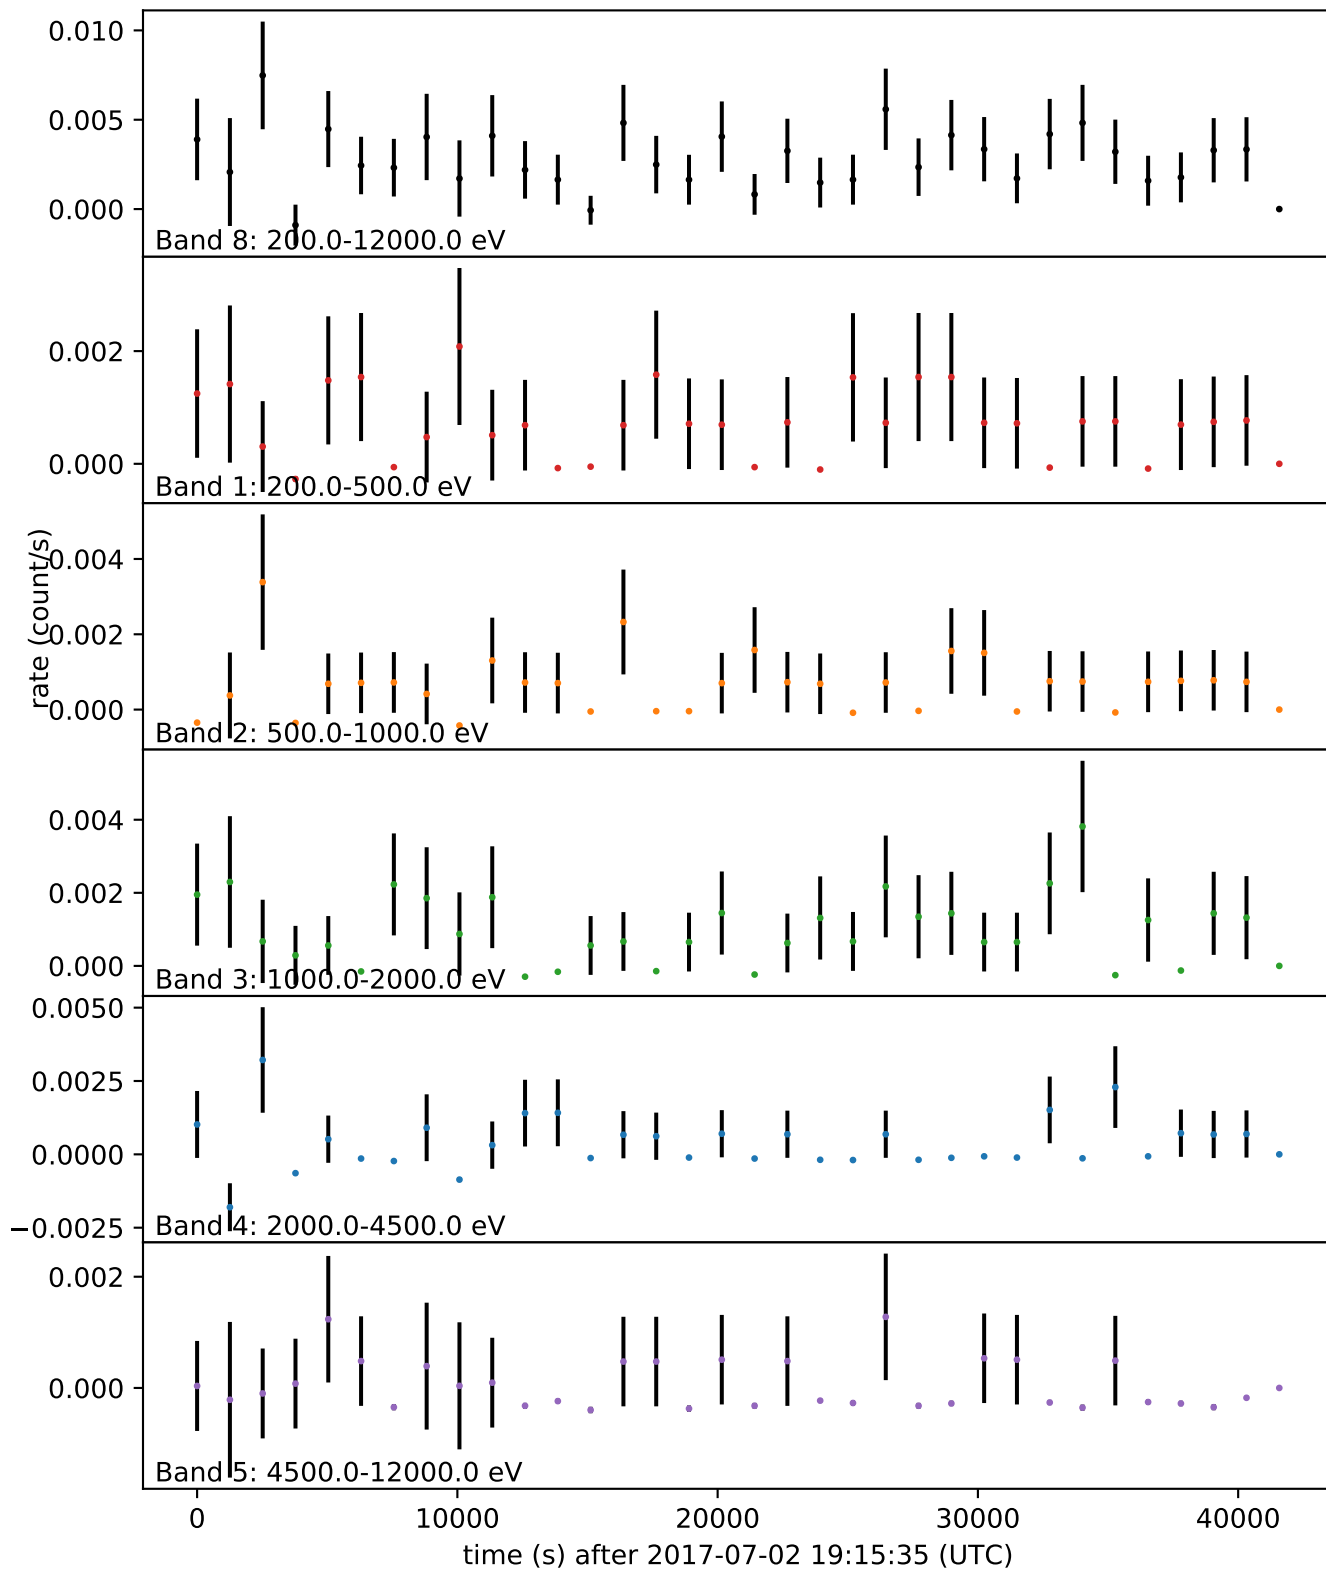 0.010
0.005
0.000
Band 8: 200.0-12000.0 eV
0.002
0.000
Band 1: 200.0-500.0 eV
rate (count/s)
0.004
0.002
0.000
Band 2: 500.0-1000.0 eV
0.004
0.002
0.000
Band 3: 1000.0-2000.0 eV
0.0050
0.0025
0.0000
−0.0025
Band 4: 2000.0-4500.0 eV
0.002
0.000
Band 5: 4500.0-12000.0 eV
0 10000 20000 30000 40000
time (s) after 2017-07-02 19:15:35 (UTC)